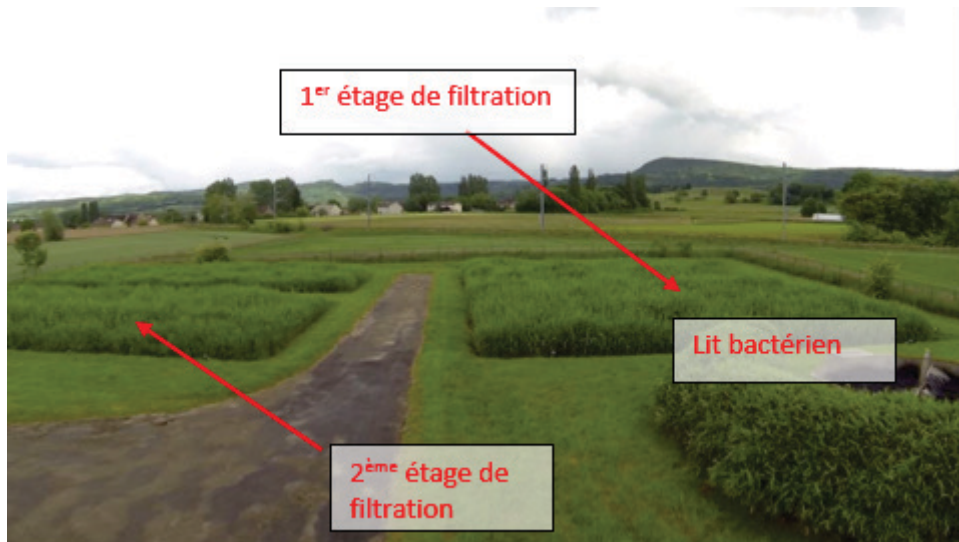 1er étage de filtration
Lit bactérien
2ème étage de
filtration